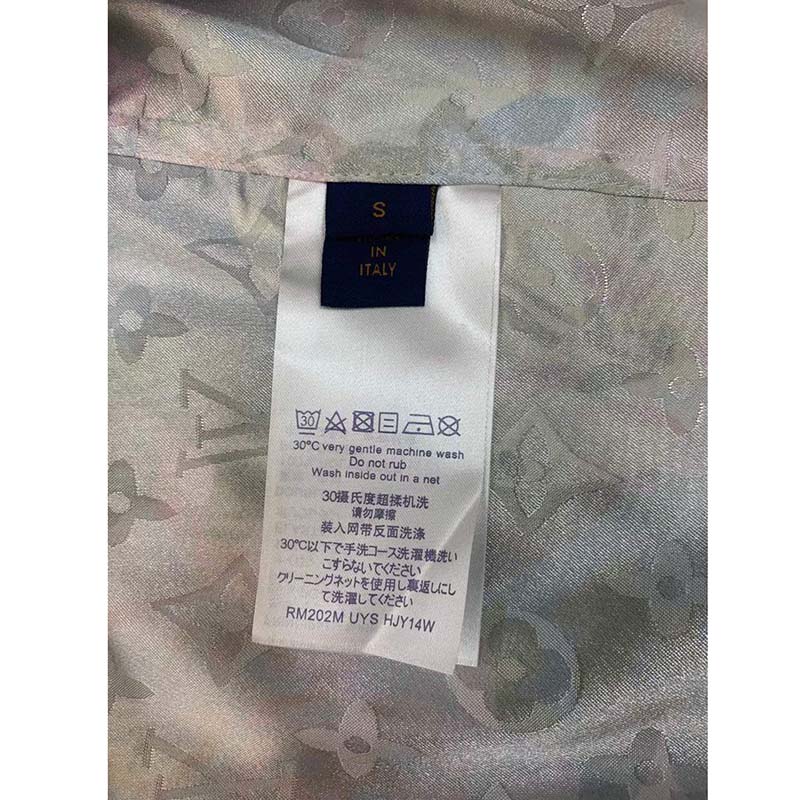 S
IN
ITALY
30
30°C very gentle machine wash
Do not rub
Wash inside out in a net
30摄氏度超揉机洗
请勿摩擦
装入网带反面洗涤
30℃以下で手洗コース洗濯機洗い
こすらないでください
クリーニングネットを使用し裏返しにし
て洗濯してください
RM202M UYS HJY14W